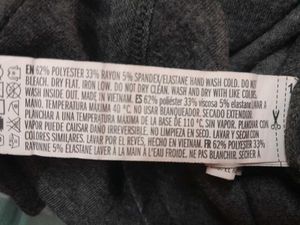 EN 62% POLYESTER 33% RAYON 5% SPANDEX/ELASTANE HAND WASH COLD. DO NOT
BLEACH. DRY FLAT. IRON LOW. DO NOT DRY CLEAN. WASH AND DRY WITH LIKE COLORS.
WASH INSIDE OUT. MADE IN VIETNAM. ES 62% poliéster 33% viscosa 5% elastane LAVAR A
MANO. TEMPERATURA MAXIMA 40 °C. NO USAR BLANQUEADOR. SECADO EXTENDIDO.
PLANCHAR A UNA TEMPERATURA MAXIMA DE LA BASE DE 110 °C. SIN VAPOR, LA PLANCHA CON VAPOR
PUEDE CAUSAR DAÑO IRREVERSIBLE. NO LIMPIEZA EN SECO. LAVAR Y SECAR CON
COLORES SIMILARES. LAVAR POR EL REVES. HECHO EN VIETNAM. FR 62% POLYESTER 33%
RAYONNE 5% ÉLASTHANNE LAVER À LA MAIN À L'EAU FROIDE. NE PAS BLANCHIR. SÉCHER À